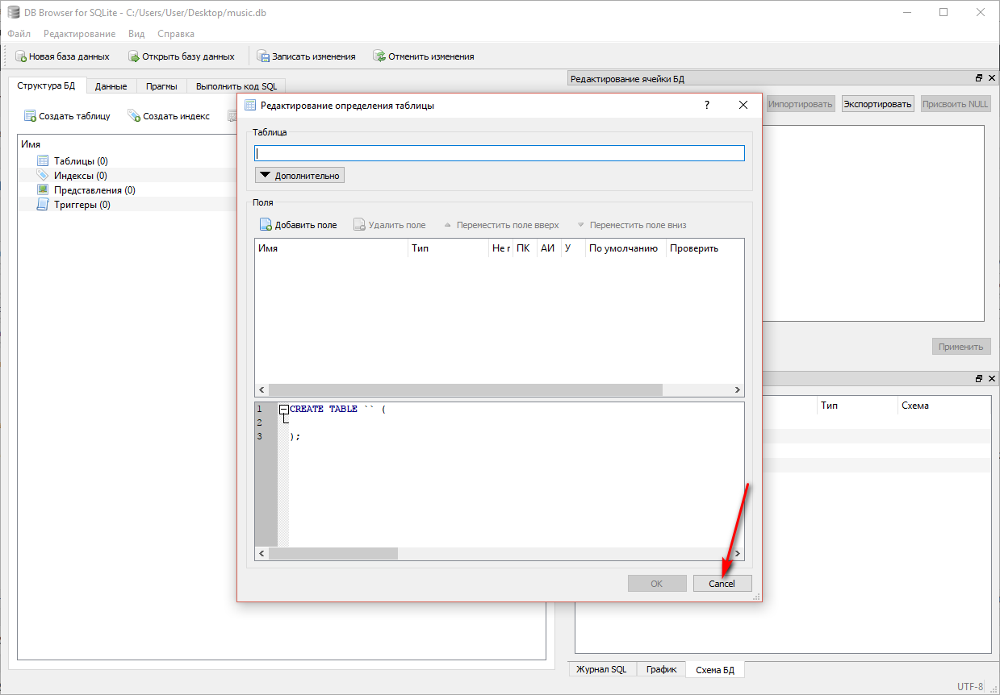 DB Browser for SQLite - C:/Users/User/Desktop/music.db
Файл Редактирование Вид Справка
Новая база данных Открыть базу данных Записать изменения Отменить изменения
Структура БД Данные Прагмы Выполнить код SQL
Редактирование ячейки БД
Создать таблицу Создать индекс
Импортировать Экспортировать Присвоить NULL
Имя
Таблицы (0)
Индексы (0)
Представления (0)
Триггеры (0)
Редактирование определения таблицы ?
Таблица
Дополнительно
Поля
Добавить поле Удалить поле Переместить поле вверх Переместить поле вниз
Имя Тип Не г ПК АИ У По умолчанию Проверить
1 CREATE TABLE `` (
2
3 );
OK Cancel
Применить
Тип Схема
Журнал SQL График Схема БД
UTF-8